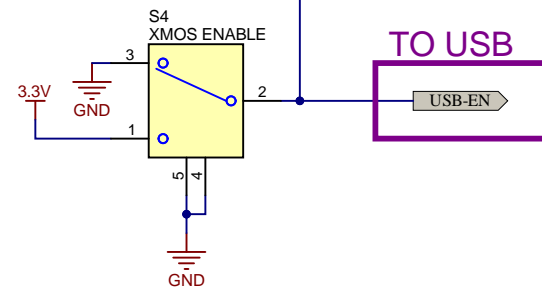 S4
XMOS ENABLE
TO USB
3
3.3V
GND
2
USB-EN
1
5
4
GND